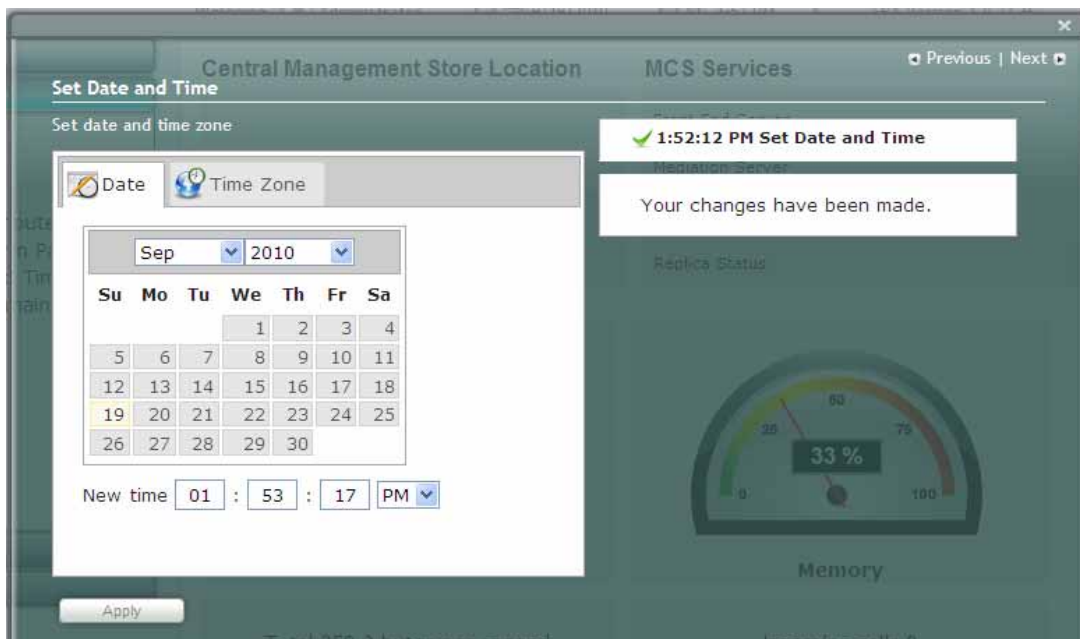 Central Management Store Location
MCS Services
Previous | Next
Set Date and Time
Set date and time zone
1:52:12 PM Set Date and Time
Mediation Server
Your changes have been made.
Replica Status
Date
Time Zone
Sep 2010
Su Mo Tu We Th Fr Sa
1 2 3 4
5 6 7 8 9 10 11
12 13 14 15 16 17 18
19 20 21 22 23 24 25
26 27 28 29 30
New time 01 : 53 : 17 PM
0 25 50 75 100
33 %
Memory
Apply